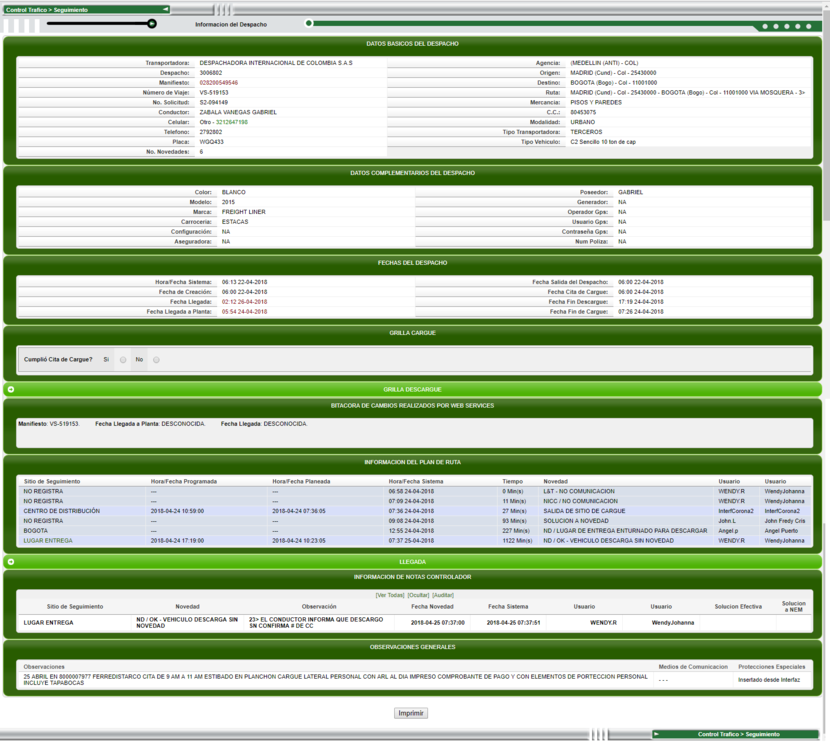 Control Trafico > Seguimiento
Informacion del Despacho
DATOS BASICOS DEL DESPACHO
Transportadora: DESPACHADORA INTERNACIONAL DE COLOMBIA S.A.S Agencia: (MEDELLIN (ANTI) - COL)
Despacho: 3006802 Origen: MADRID (Cund) - Col - 25430000
Manifiesto: 028200549546 Destino: BOGOTA (Bogo) - Col - 11001000
Número de Viaje: VS-519153 Ruta: MADRID (Cund) - Col - 25430000 - BOGOTA (Bogo) - Col - 11001000 VIA MOSQUERA - 3>
No. Solicitud: S2-094149 Mercancia: PISOS Y PAREDES
Conductor: ZABALA VANEGAS GABRIEL C.C.: 80453075
Celular: Otro - 3212847198 Modalidad: URBANO
Telefono: 2792802 Tipo Transportadora: TERCEROS
Placa: WGQ433 Tipo Vehiculo: C2 Sencillo 10 ton de cap
No. Novedades: 6
DATOS COMPLEMENTARIOS DEL DESPACHO
Color: BLANCO Poseedor: GABRIEL
Modelo: 2015 Generador: NA
Marca: FREIGHT LINER Operador Gps: NA
Carroceria: ESTACAS Usuario Gps: NA
Configuración: NA Contraseña Gps: NA
Aseguradora: NA Num Poliza: NA
FECHAS DEL DESPACHO
Hora/Fecha Sistema: 06:13 22-04-2018 Fecha Salida del Despacho: 06:00 22-04-2018
Fecha de Creación: 06:00 22-04-2018 Fecha Cita de Cargue: 06:00 24-04-2018
Fecha Llegada: 02:12 26-04-2018 Fecha Fin Descargue: 17:19 24-04-2018
Fecha Llegada a Planta: 05:54 24-04-2018 Fecha Fin de Cargue: 07:26 24-04-2018
GRILLA CARGUE
Cumplió Cita de Cargue? Si No
GRILLA DESCARGUE
BITACORA DE CAMBIOS REALIZADOS POR WEB SERVICES
Manifiesto: VS-519153. Fecha Llegada a Planta: DESCONOCIDA. Fecha Llegada: DESCONOCIDA.
INFORMACION DEL PLAN DE RUTA
Sitio de Seguimiento Hora/Fecha Programada Hora/Fecha Planeada Hora/Fecha Sistema Tiempo Novedad Usuario Usuario
NO REGISTRA --- --- 06:58 24-04-2018 0 Min(s) L&T - NO COMUNICACION WENDY.R WendyJohanna
NO REGISTRA --- --- 07:09 24-04-2018 11 Min(s) NICC / NO COMUNICACION WENDY.R WendyJohanna
CENTRO DE DISTRIBUCIÓN 2018-04-24 10:59:00 2018-04-24 07:36:05 07:36 24-04-2018 27 Min(s) SALIDA DE SITIO DE CARGUE InterfCorona2 InterfCorona2
NO REGISTRA --- --- 09:08 24-04-2018 93 Min(s) SOLUCION A NOVEDAD John.L John Fredy Cris
BOGOTA --- --- 12:55 24-04-2018 227 Min(s) ND / LUGAR DE ENTREGA ENTURNADO PARA DESCARGAR Angel.p Angel Puerto
LUGAR ENTREGA 2018-04-24 17:19:00 2018-04-24 10:23:05 07:37 25-04-2018 1122 Min(s) ND / OK - VEHICULO DESCARGA SIN NOVEDAD WENDY.R WendyJohanna
LLEGADA
INFORMACION DE NOTAS CONTROLADOR
[Ver Todas] [Ocultar] [Auditar]
Sitio de Seguimiento Novedad Observación Fecha Novedad Fecha Sistema Usuario Usuario Solucion Efectiva Solucion a NEM
LUGAR ENTREGA ND / OK - VEHICULO DESCARGA SIN NOVEDAD 23> EL CONDUCTOR INFORMA QUE DESCARGO SN CONFIRMA # DE CC 2018-04-25 07:37:00 2018-04-25 07:37:51 WENDY.R WendyJohanna
OBSERVACIONES GENERALES
Observaciones Medios de Comunicacion Protecciones Especiales
25 ABRIL EN 8000007977 FERREDISTARCO CITA DE 9 AM A 11 AM ESTIBADO EN PLANCHON CARGUE LATERAL PERSONAL CON ARL AL DIA IMPRESO COMPROBANTE DE PAGO Y CON ELEMENTOS DE PORTECCION PERSONAL - - - Insertado desde Interfaz
INCLUYE TAPABOCAS
Imprimir
Control Trafico > Seguimiento